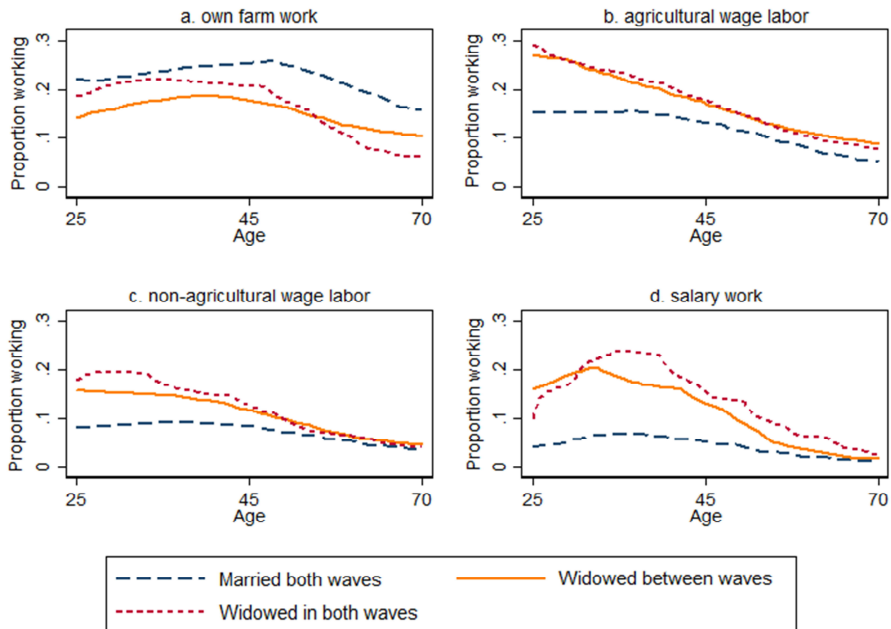 a. own farm work
Proportion working
.3
.2
.1
0
25 45 70
Age
b. agricultural wage labor
Proportion working
.3
.2
.1
0
25 45 70
Age
c. non-agricultural wage labor
Proportion working
.3
.2
.1
0
25 45 70
Age
d. salary work
Proportion working
.3
.2
.1
0
25 45 70
Age
Married both waves
Widowed between waves
Widowed in both waves